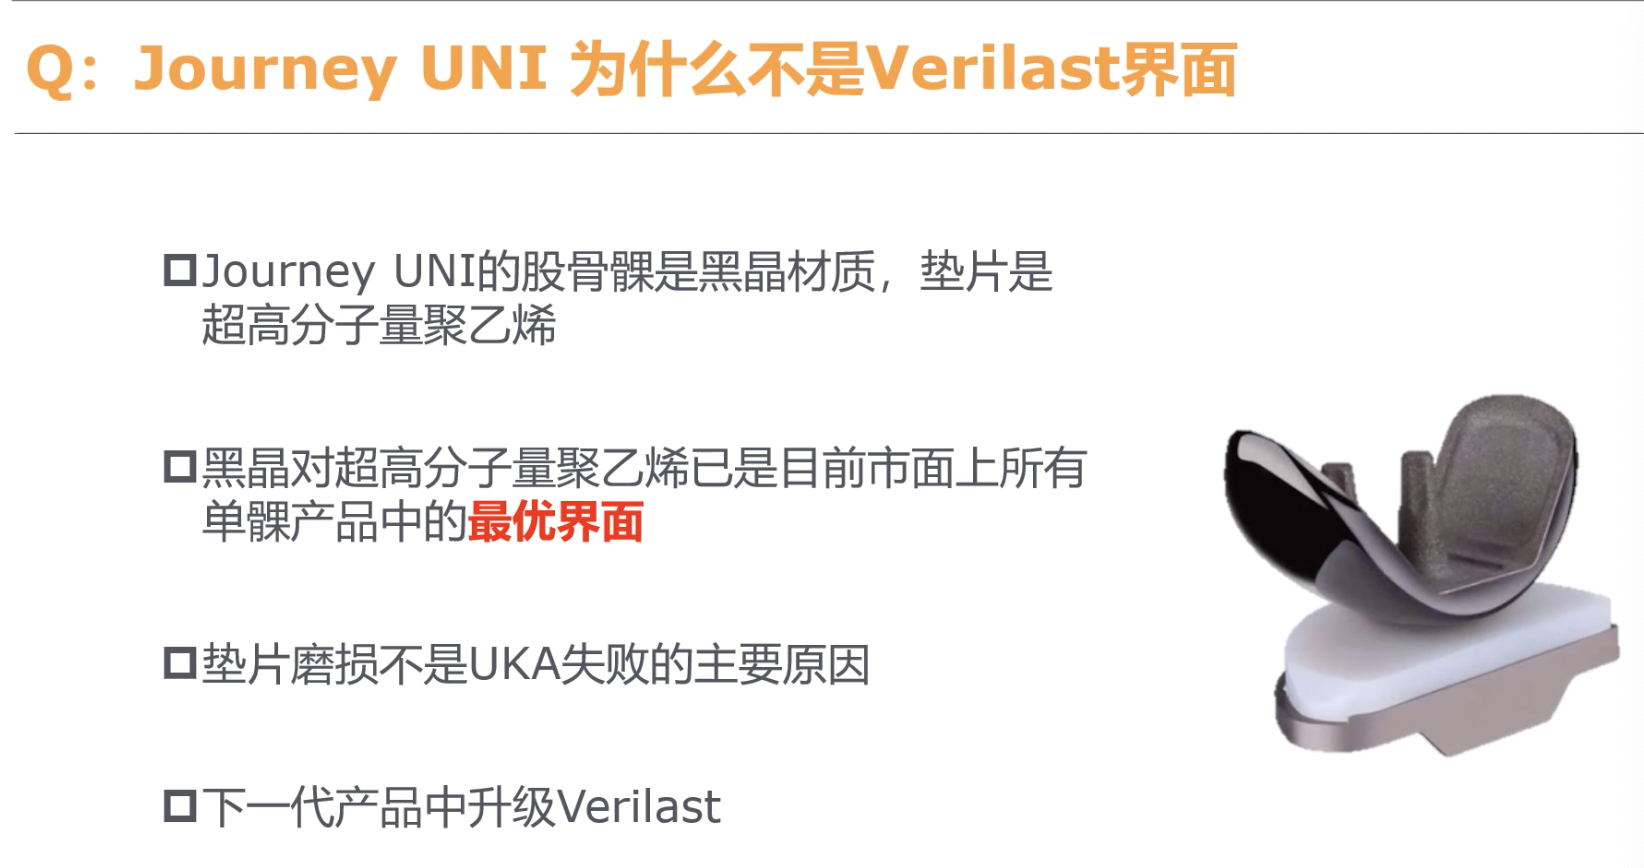 Q：Journey UNI 为什么不是Verilast界面
Journey UNI的股骨髁是黑晶材质，垫片是
超高分子量聚乙烯
黑晶对超高分子量聚乙烯已是目前市面上所有
单髁产品中的最优界面
垫片磨损不是UKA失败的主要原因
下一代产品中升级Verilast